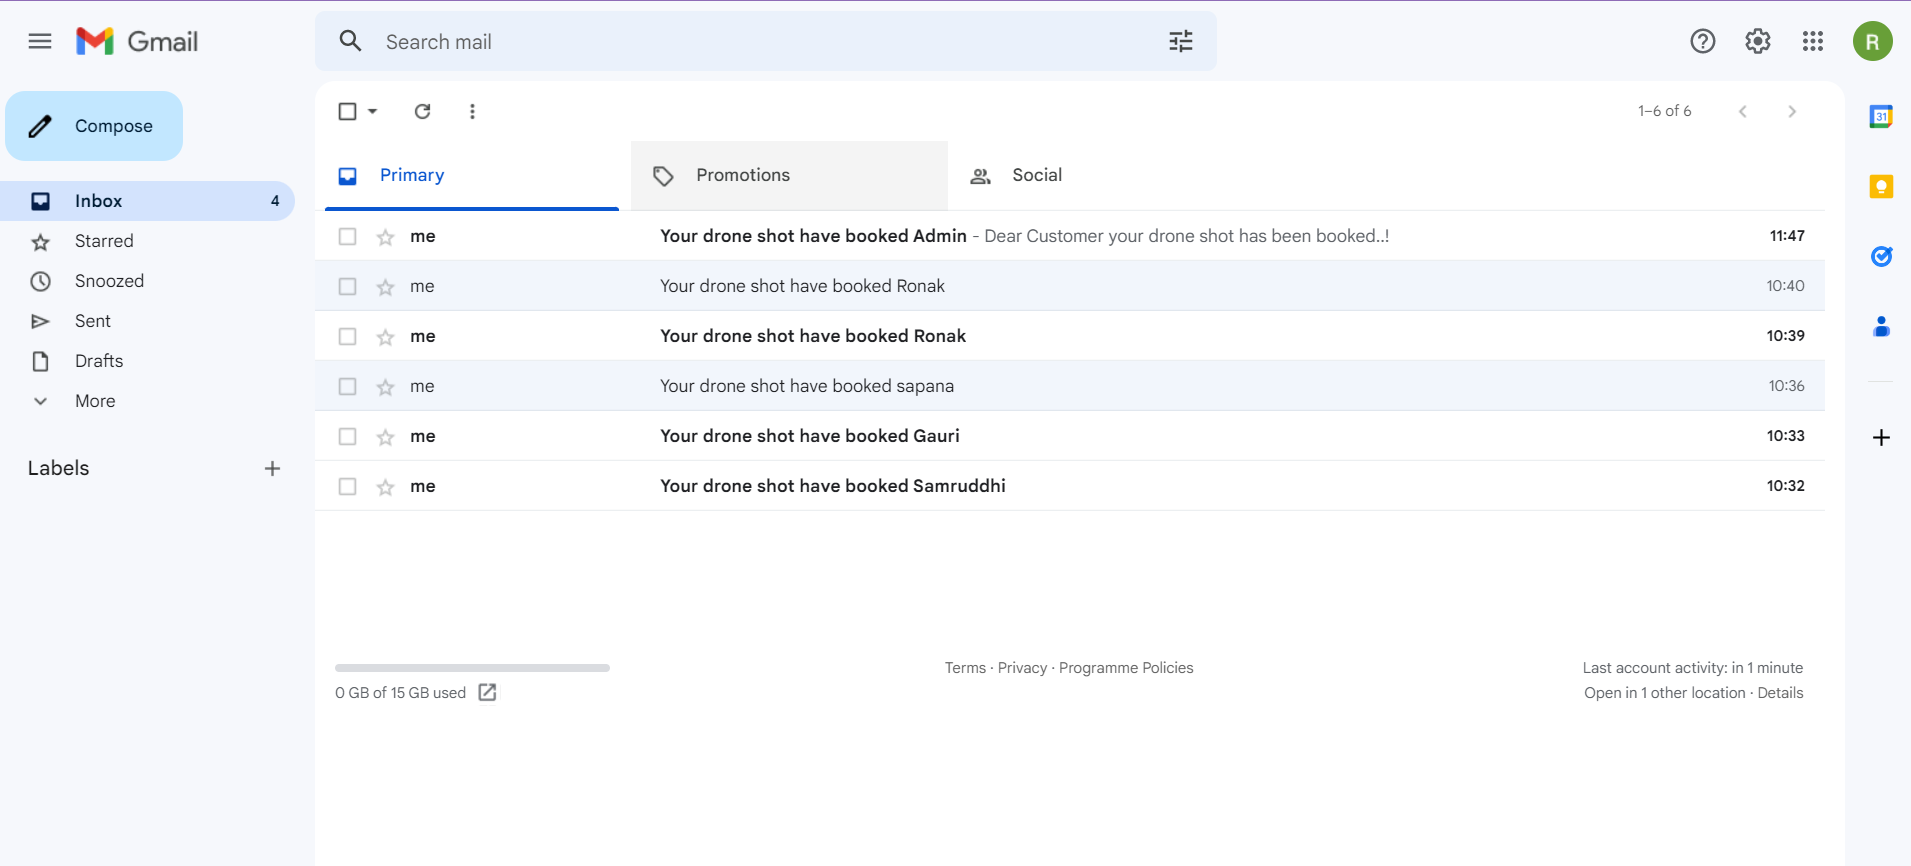 Gmail
Search mail
R
Compose
1–6 of 6
31
Primary
Promotions
Social
Inbox 4
Starred
Snoozed
Sent
Drafts
More
Labels
me Your drone shot have booked Admin - Dear Customer your drone shot has been booked..! 11:47
me Your drone shot have booked Ronak 10:40
me Your drone shot have booked Ronak 10:39
me Your drone shot have booked sapana 10:36
me Your drone shot have booked Gauri 10:33
me Your drone shot have booked Samruddhi 10:32
0 GB of 15 GB used
Terms · Privacy · Programme Policies
Last account activity: in 1 minute
Open in 1 other location · Details